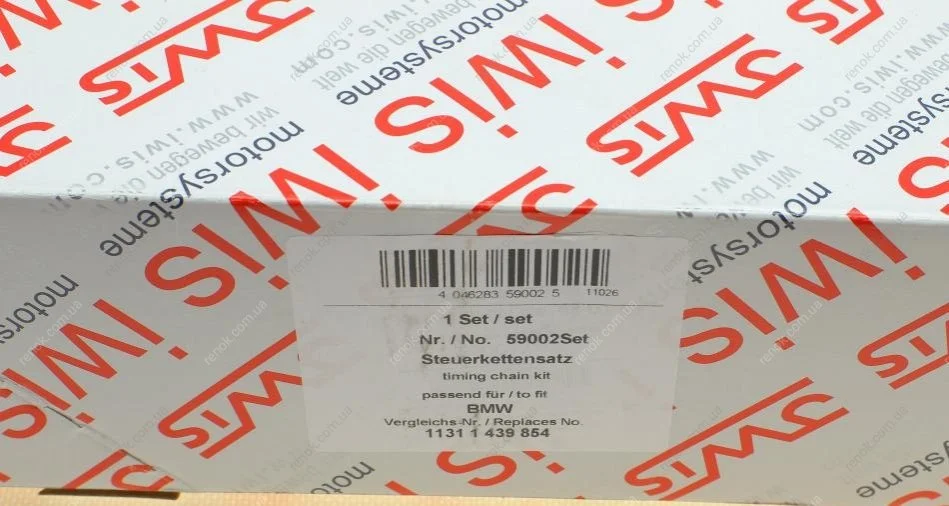 iwis
motorsysteme
wir bewegen die welt
www.iwis.com
4 046283 59002 5 11026
1 Set / set
Nr. / No. 59002Set
Steuerkettensatz
timing chain kit
passend für / to fit
BMW
Vergleichs-Nr. / Replaces No.
1131 1 439 854
renok.com.ua